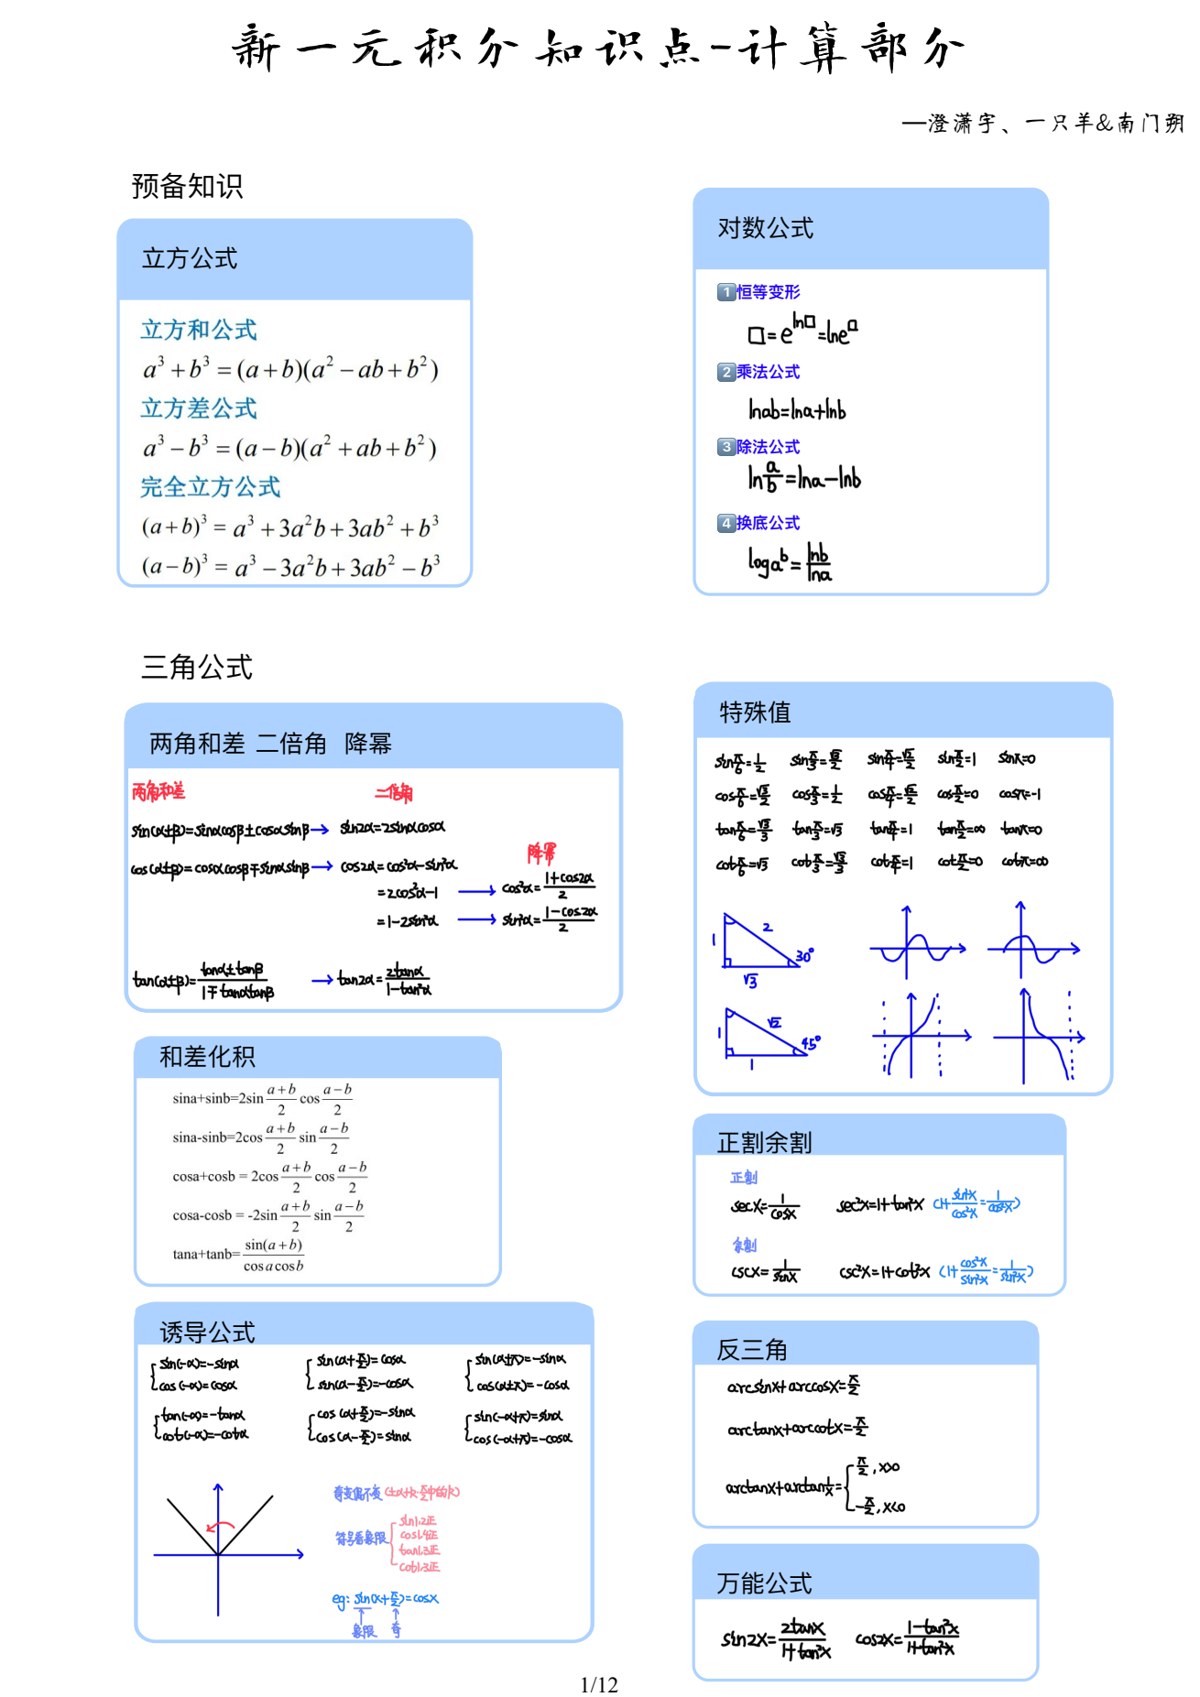 新一元积分知识点-计算部分
—澄潇宇、一只羊&南门朔
预备知识
立方公式
立方和公式
a³+b³=(a+b)(a²-ab+b²)
立方差公式
a³-b³=(a-b)(a²+ab+b²)
完全立方公式
(a+b)³=a³+3a²b+3ab²+b³
(a-b)³=a³-3a²b+3ab²-b³
对数公式
1恒等变形
□=e^ln□=lne^□
2乘法公式
lnab=lna+lnb
3除法公式
ln a/b=lna-lnb
4换底公式
logₐb=lnb/lna
三角公式
两角和差 二倍角 降幂
两角和差 二倍角
sin(α±β)=sinαcosβ±cosαsinβ→ sin2α=2sinαcosα
降幂
cos(α±β)=cosαcosβ∓sinαsinβ→ cos2α=cos²α-sin²α
=2cos²α-1 → cos²α=(1+cos2α)/2
=1-2sin²α → sin²α=(1-cos2α)/2
tan(α±β)=(tanα±tanβ)/(1∓tanαtanβ) → tan2α=2tanα/(1-tan²α)
特殊值
sinπ/6=1/2 sinπ/3=√3/2 sinπ/4=√2/2 sinπ/2=1 sinπ=0
cosπ/6=√3/2 cosπ/3=1/2 cosπ/4=√2/2 cosπ/2=0 cosπ=-1
tanπ/6=√3/3 tanπ/3=√3 tanπ/4=1 tanπ/2=∞ tanπ=0
cotπ/6=√3 cotπ/3=√3/3 cotπ/4=1 cotπ/2=0 cotπ=∞
1 2 30° √3
1 √2 45° 1
和差化积
sina+sinb=2sin (a+b)/2 cos (a-b)/2
sina-sinb=2cos (a+b)/2 sin (a-b)/2
cosa+cosb = 2cos (a+b)/2 cos (a-b)/2
cosa-cosb = -2sin (a+b)/2 sin (a-b)/2
tana+tanb= sin(a+b)/(cos a cos b)
正割余割
正割
secx=1/cosx sec²x=1+tan²x (1+sin²x/cos²x=1/cos²x)
余割
cscx=1/sinx csc²x=1+cot²x (1+cos²x/sin²x=1/sin²x)
诱导公式
sin(-α)=-sinα sin(α+π/2)=cosα sin(α±π)=-sinα
cos(-α)=cosα sin(α-π/2)=-cosα cos(α±π)=-cosα
tan(-α)=-tanα cos(α+π/2)=-sinα sin(-α+π)=sinα
cot(-α)=-cotα cos(α-π/2)=sinα cos(-α+π)=-cosα
奇变偶不变(±α+k·π/2中的k)
符号看象限
sin1.2正
cos1.4正
tan1.3正
cot1.3正
eg: sin(x+π/2)=cosx
象限 奇
反三角
arcsinx+arccosx=π/2
arctanx+arccotx=π/2
arctanx+arctan1/x={π/2,x>0
-π/2,x<0
万能公式
sin2x=2tanx/(1+tan²x) cos2x=(1-tan²x)/(1+tan²x)
1/12